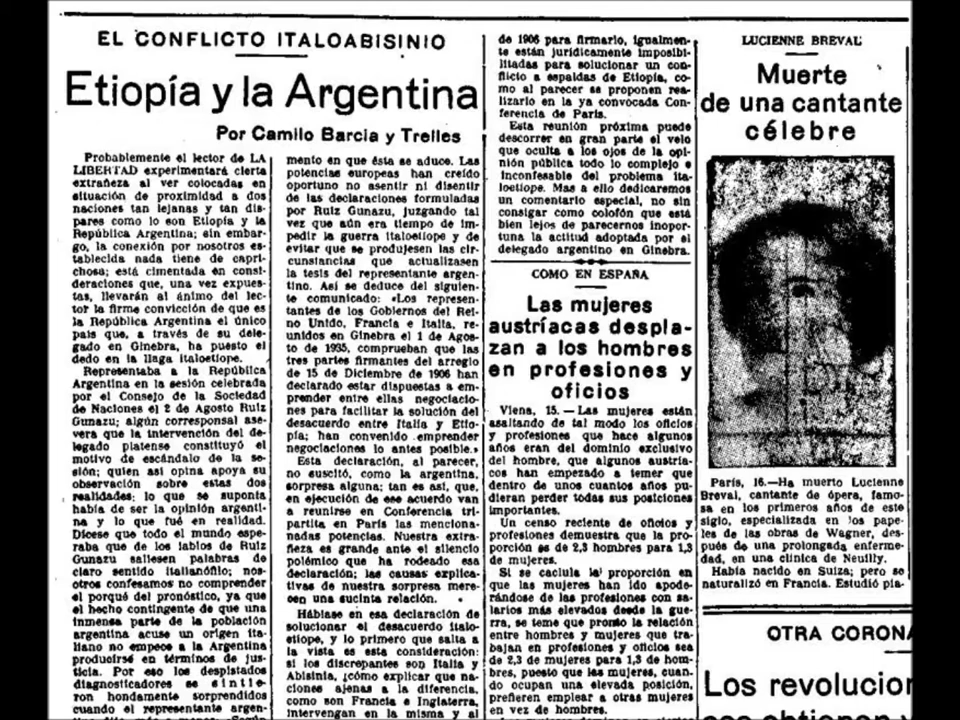 EL CONFLICTO ITALOABISINIO
Etiopía y la Argentina
Por Camilo Barcia y Trelles
Probablemente el lector de LA
LIBERTAD experimentará cierta
extrañeza al ver colocadas en
situación de proximidad a dos
naciones tan lejanas y tan dis-
pares como lo son Etiopía y la
República Argentina; sin embar-
go, la conexión por nosotros es-
tablecida nada tiene de capri-
chosa; está cimentada en consi-
deraciones que, una vez expues-
tas, llevarán al ánimo del lec-
tor la firme convicción de que es
la República Argentina el único
país que, a través de su dele-
gado en Ginebra, ha puesto el
dedo en la llaga italoetíope.
Representaba a la República
Argentina en la sesión celebrada
por el Consejo de la Sociedad
de Naciones el 2 de Agosto Ruiz
Gunazu; algún corresponsal ase-
vera que la intervención del de-
legado platense constituyó el
motivo de escándalo de la se-
sión; quien así opina apoya su
observación sobre estas dos
realidades: lo que se suponía
había de ser la opinión argenti-
na y lo que fué en realidad.
Dícese que todo el mundo espe-
raba que de los labios de Ruiz
Gunazu saliesen palabras de
claro sentido italianófilo; nos-
otros confesamos no comprender
el porqué del pronóstico, ya que
el hecho contingente de que una
inmensa parte de la población
argentina acuse un origen ita-
liano no empece a la Argentina
producirse en términos de jus-
ticia. Por eso los despistados
diagnosticadores se sintie-
ron hondamente sorprendidos
cuando el representante argen-
mento en que ésta se aduce. Las
potencias europeas han creído
oportuno no asentir ni disentir
de las declaraciones formuladas
por Ruiz Gunazu, juzgando tal
vez que aún era tiempo de im-
pedir la guerra italoetíope y de
evitar que se produjesen las cir-
cunstancias que actualizasen
la tesis del representante argen-
tino. Así se deduce del siguien-
te comunicado: «Los represen-
tantes de los Gobiernos del Rei-
no Unido, Francia e Italia, re-
unidos en Ginebra el 1 de Agos-
to de 1935, comprueban que las
tres partes firmantes del arreglo
de 15 de Diciembre de 1906 han
declarado estar dispuestas a em-
prender entre ellas negociacio-
nes para facilitar la solución del
desacuerdo entre Italia y Etio-
pía; han convenido emprender
negociaciones lo antes posible.»
Esta declaración, al parecer,
no suscitó, como la argentina,
sorpresa alguna; tan es así, que,
en ejecución de ese acuerdo van
a reunirse en Conferencia tri-
partita en París las menciona-
nadas potencias. Nuestra extra-
ñeza es grande ante el silencio
polémico que ha rodeado esa
declaración; las causas explica-
tivas de nuestra sorpresa mere-
cen una sucinta relación.
Háblase en esa declaración de
solucionar el desacuerdo italo-
etíope, y lo primero que salta a
la vista es esta consideración:
si los discrepantes son Italia y
Abisinia, ¿cómo explicar que na-
ciones ajenas a la diferencia,
como son Francia e Inglaterra,
intervengan en la misma y al
de 1906 para firmarlo, igualmen-
te están jurídicamente imposibi-
litadas para solucionar un con-
flicto a espaldas de Etiopía, co-
mo al parecer se proponen rea-
lizarlo en la ya convocada Con-
ferencia de París.
Esta reunión próxima puede
descorrer en gran parte el velo
que oculta a los ojos de la opi-
nión pública todo lo complejo e
inconfesable del problema ita-
loetíope. Mas a ello dedicaremos
un comentario especial, no sin
consigar como colofón que está
bien lejos de parecernos inopor-
tuna la actitud adoptada por el
delegado argentino en Ginebra.
COMO EN ESPAÑA
Las mujeres
austríacas despla-
zan a los hombres
en profesiones y
oficios
Viena, 15.—Las mujeres están
asaltando de tal modo los oficios
y profesiones que hace algunos
años eran del dominio exclusivo
del hombre, que algunos austria-
cos han empezado a temer que
dentro de unos cuantos años pu-
dieran perder todas sus posiciones
importantes.
Un censo reciente de oficios y
profesiones demuestra que la pro-
porción es de 2,3 hombres para 1,3
de mujeres.
Si se caclula la proporción en
que las mujeres han ido apode-
rándose de las profesiones con sa-
larios más elevados desde la gue-
rra, se teme que pronto la relación
entre hombres y mujeres que tra-
bajan en profesiones y oficios sea
de 2,3 de mujeres para 1,3 de hom-
bres, puesto que las mujeres, cuan-
do ocupan una elevada posición,
prefieren emplear a otras mujeres
en vez de hombres.
LUCIENNE BREVAL
Muerte
de una cantante
célebre
París, 16.—Ha muerto Lucienne
Breval, cantante de ópera, famo-
sa en los primeros años de este
siglo, especializada en los pape-
les de las obras de Wagner, des-
pués de una prolongada enferme-
dad, en una clínica de Neuilly.
Había nacido en Suiza; pero se
naturalizó en Francia. Estudió pia-
OTRA CORONA
Los revolucion